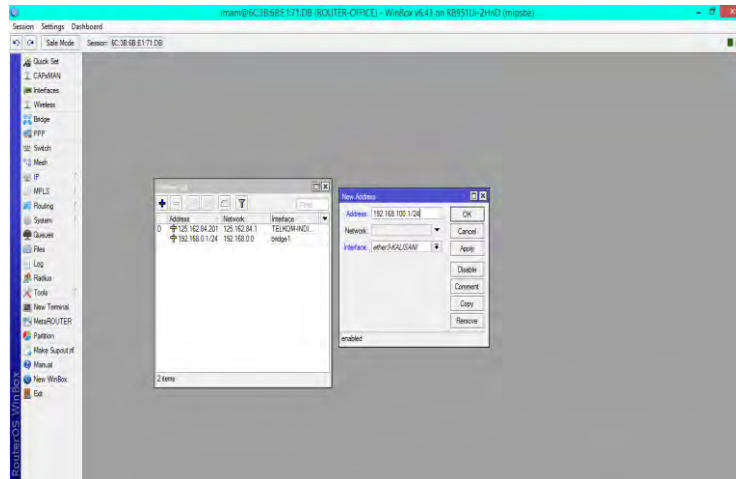 imam@6C:3B:6B:E1:71:DB (ROUTER-OFFICE) - WinBox v6.43 on RB951Ui-2HnD (mipsbe)
Session Settings Dashboard
Safe Mode Session: 6C:3B:6B:E1:71:DB
Quick Set
CAPsMAN
Interfaces
Wireless
Bridge
PPP
Switch
Mesh
IP
MPLS
Routing
System
Queues
Files
Log
Radius
Tools
New Terminal
MetaROUTER
Partition
Make Supout.rif
Manual
New WinBox
Exit
RouterOS WinBox
Find
Address Network Interface
D 125.162.84.201 125.162.84.1 TELKOM-INDI...
192.168.0.1/24 192.168.0.0 bridge1
2 items
New Address
Address: 192.168.100.1/24
Network:
Interface: ether3-KALISANI
OK
Cancel
Apply
Disable
Comment
Copy
Remove
enabled